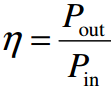 η = P_out / P_in